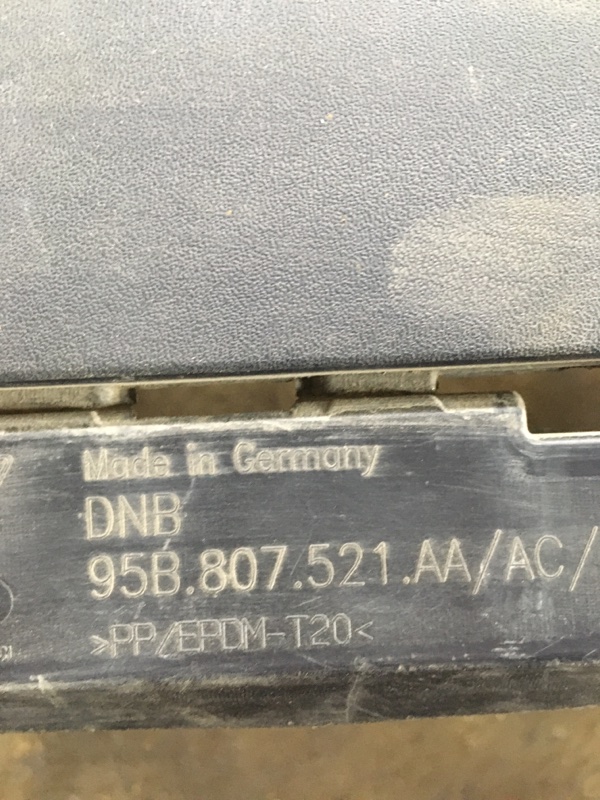 Made in Germany
DNB
95B.807.521.AA/AC/
>PP/EPDM-T20<